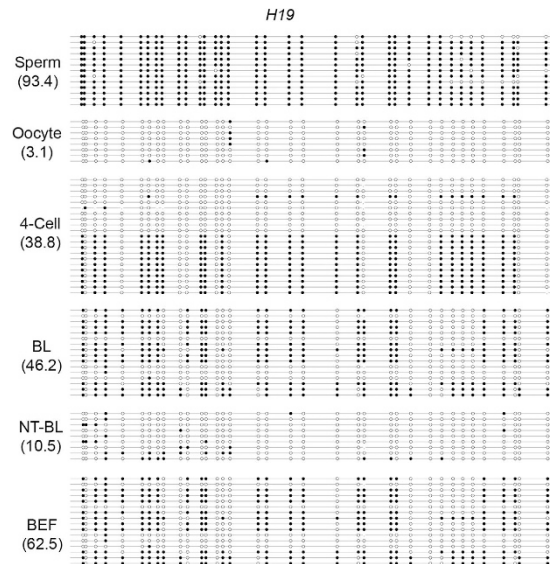 H19
Sperm
(93.4)
Oocyte
(3.1)
4-Cell
(38.8)
BL
(46.2)
NT-BL
(10.5)
BEF
(62.5)